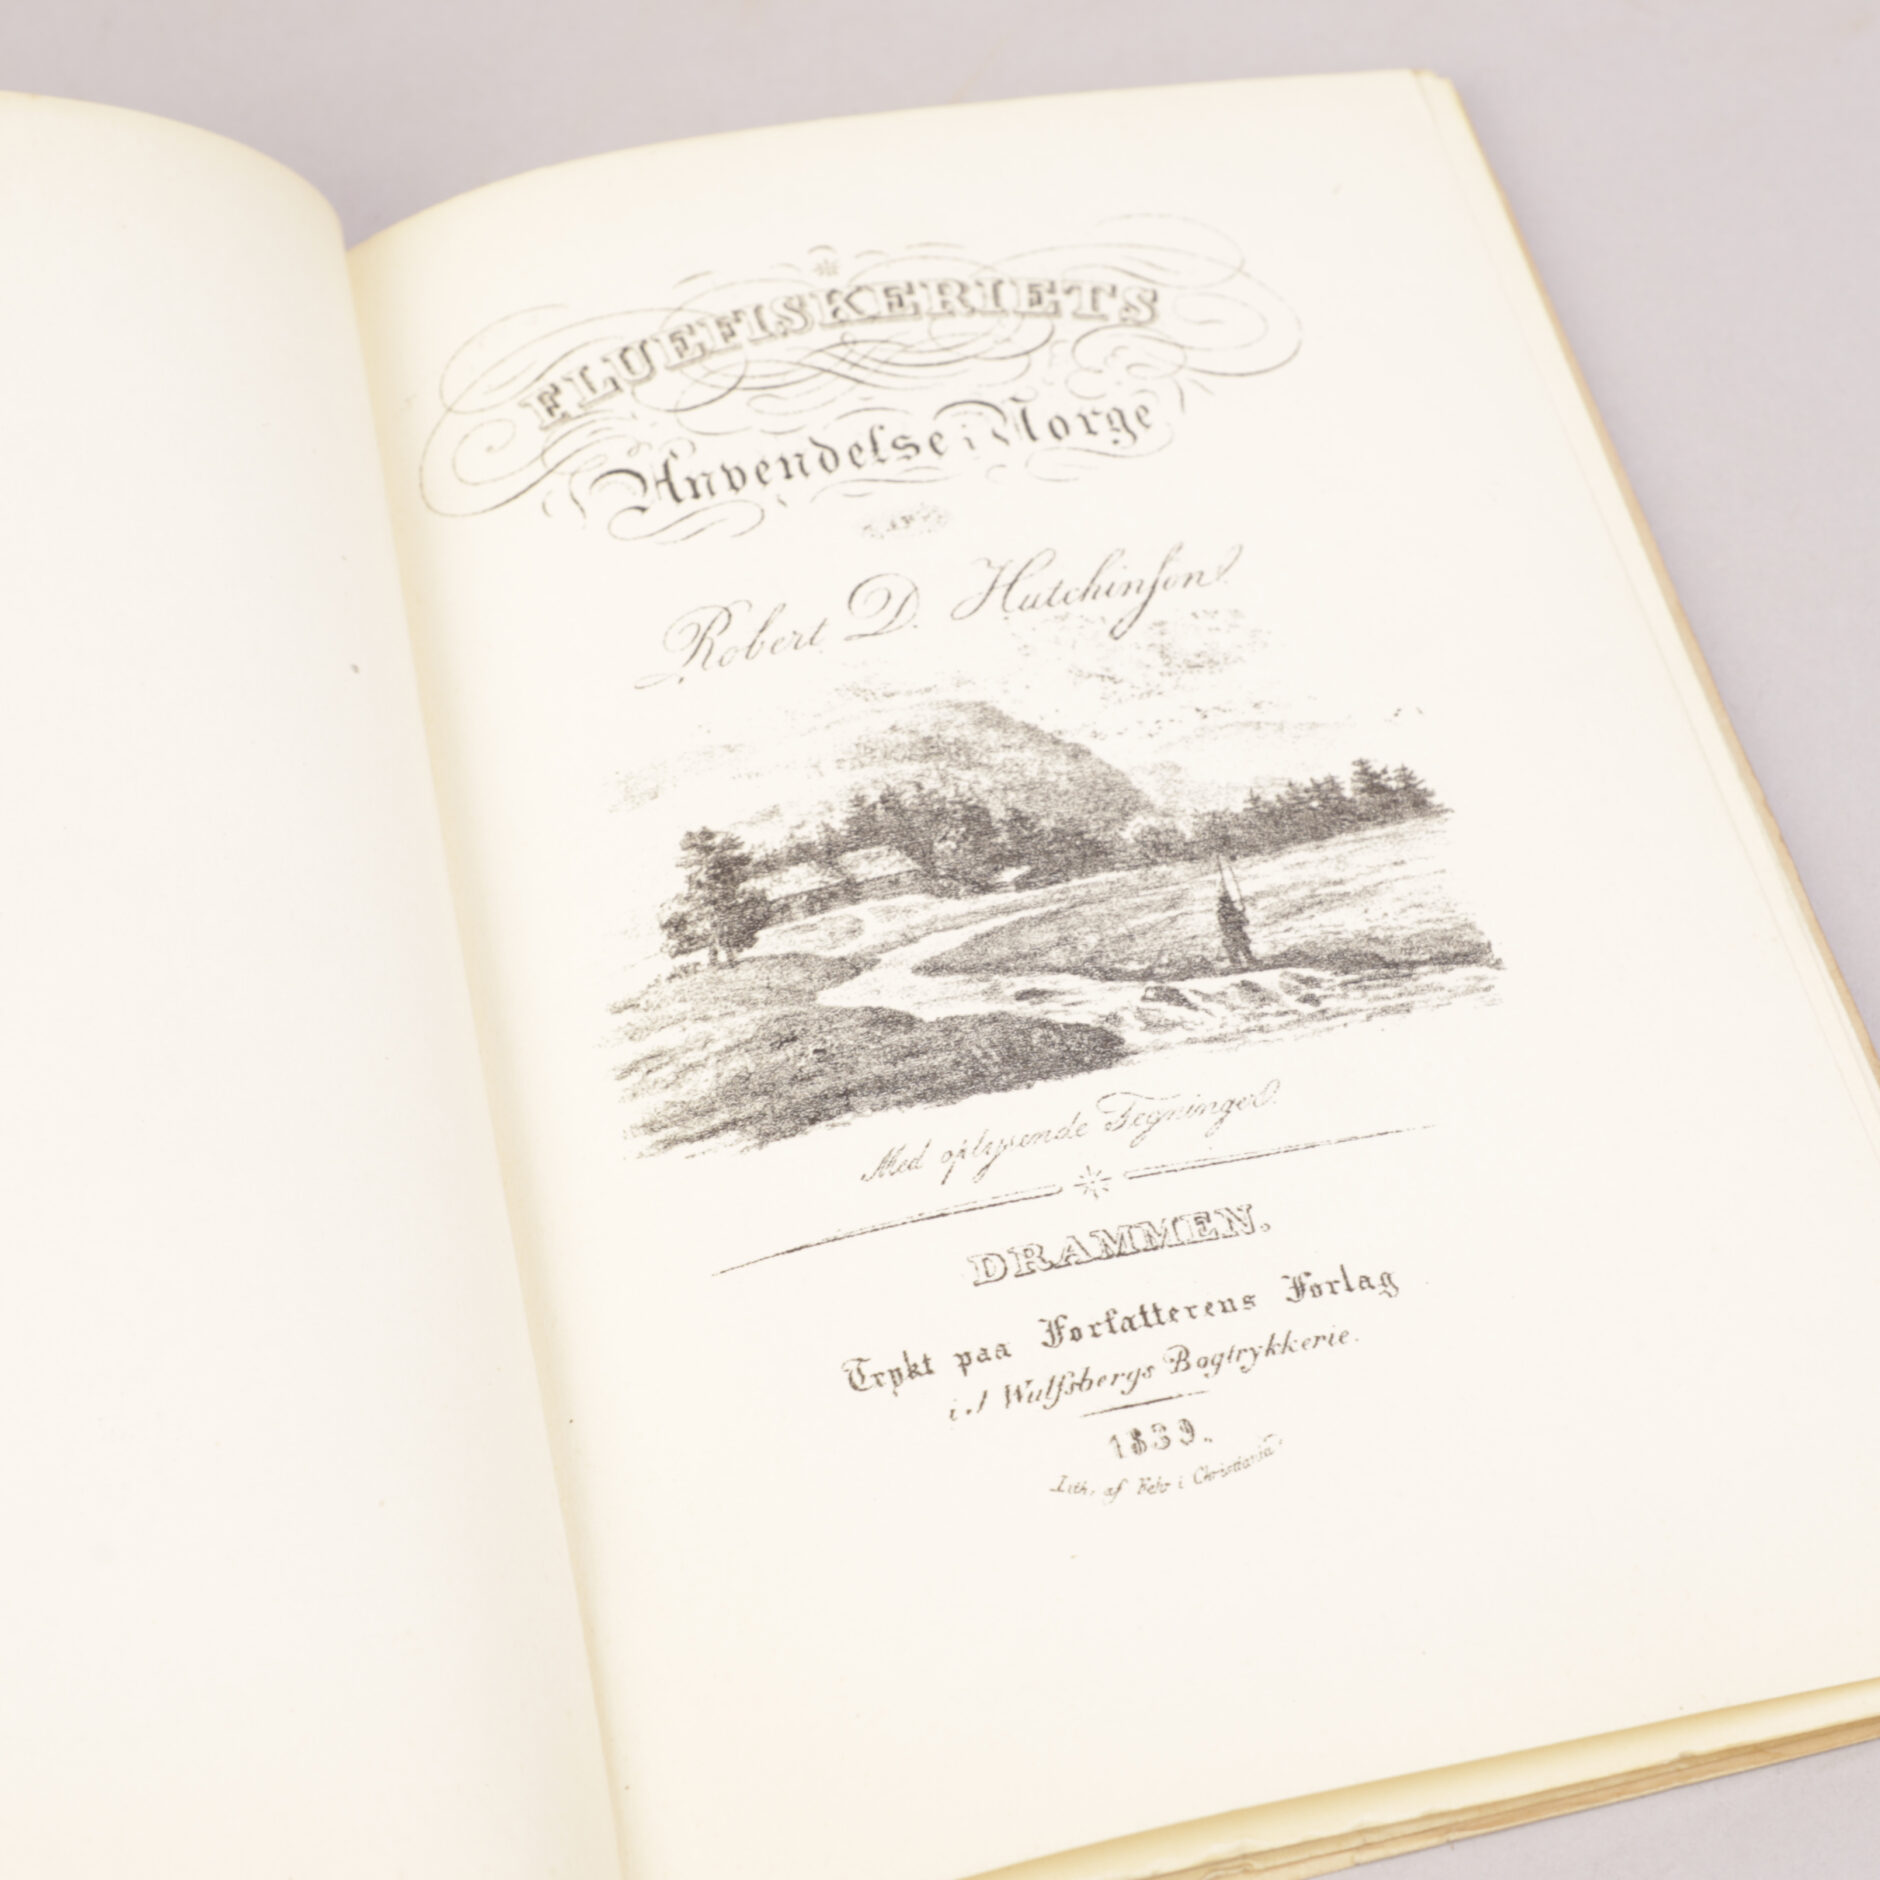 FLUEFISKERIETS
Anvendelse i Norge
AF
Robert D. Hutchinson.
Med oplysende Tegninger.
DRAMMEN.
Trykt paa Forfatterens Forlag
i J Wulfsbergs Bogtrykkerie.
1839.
Lith. af Fehr i Christiania